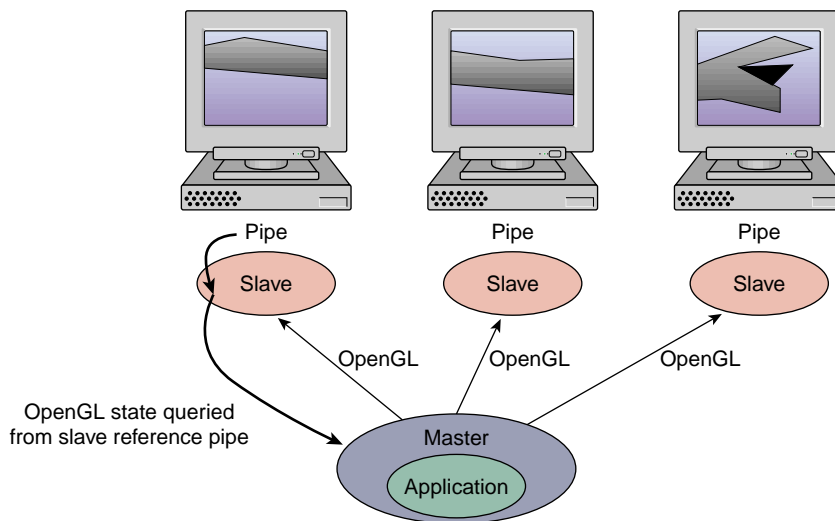 Pipe
Pipe
Pipe
Slave
Slave
Slave
OpenGL
OpenGL
OpenGL
OpenGL state queried
from slave reference pipe
Master
Application